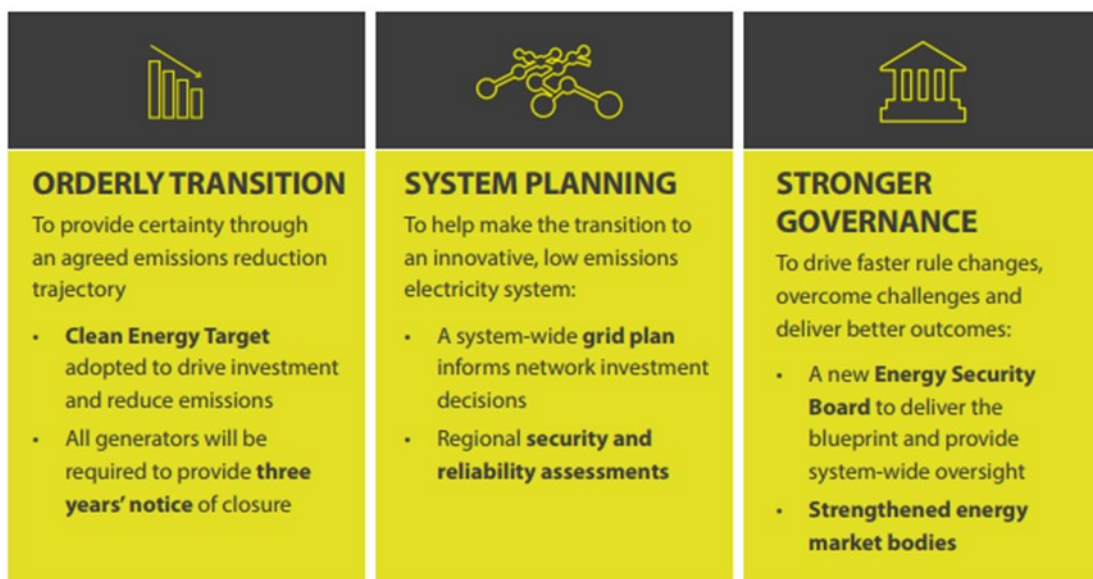 ORDERLY TRANSITION
To provide certainty through
an agreed emissions reduction
trajectory
• Clean Energy Target
adopted to drive investment
and reduce emissions
• All generators will be
required to provide three
years’ notice of closure
SYSTEM PLANNING
To help make the transition to
an innovative, low emissions
electricity system:
• A system-wide grid plan
informs network investment
decisions
• Regional security and
reliability assessments
STRONGER
GOVERNANCE
To drive faster rule changes,
overcome challenges and
deliver better outcomes:
• A new Energy Security
Board to deliver the
blueprint and provide
system-wide oversight
• Strengthened energy
market bodies